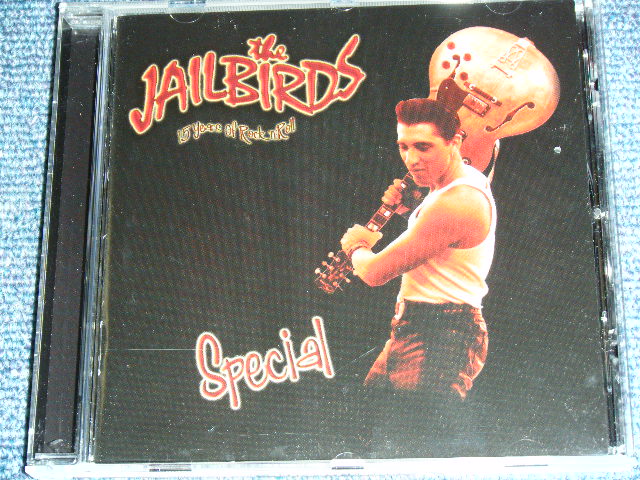 the
JAILBIRDS
15 Years of Rock'n'Roll
Special